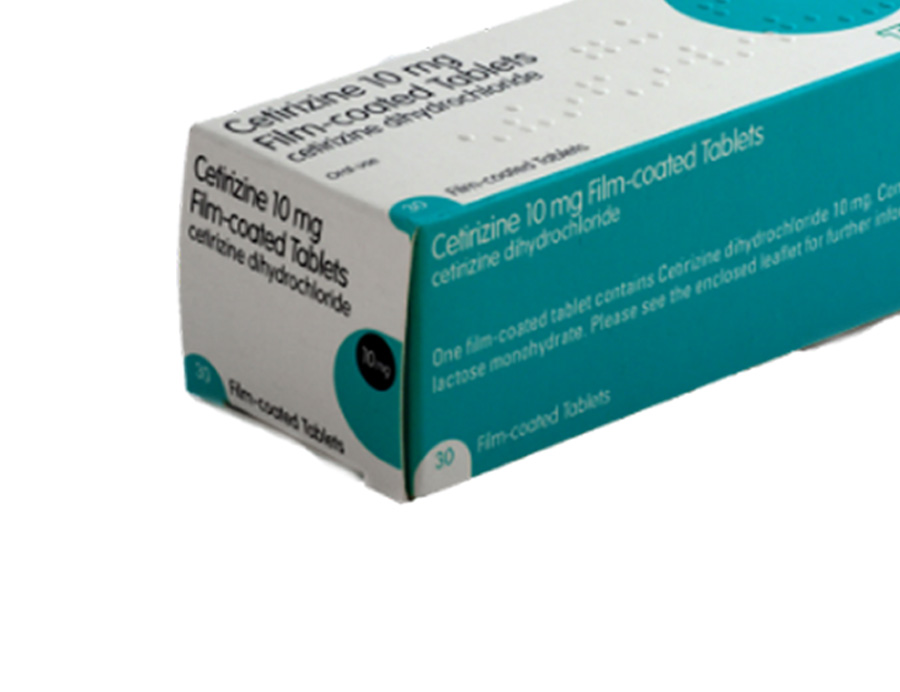 Cetirizine 10 mg
Film-coated Tablets
cetirizine dihydrochloride
Oral use
30 Film-coated Tablets
Cetirizine 10 mg
Film-coated Tablets
cetirizine dihydrochloride
10mg
30 Film-coated Tablets
Cetirizine 10 mg Film-coated Tablets
cetirizine dihydrochloride
One film-coated tablet contains Cetirizine dihydrochloride 10 mg.
lactose monohydrate. Please see the enclosed leaflet for further
30 Film-coated Tablets